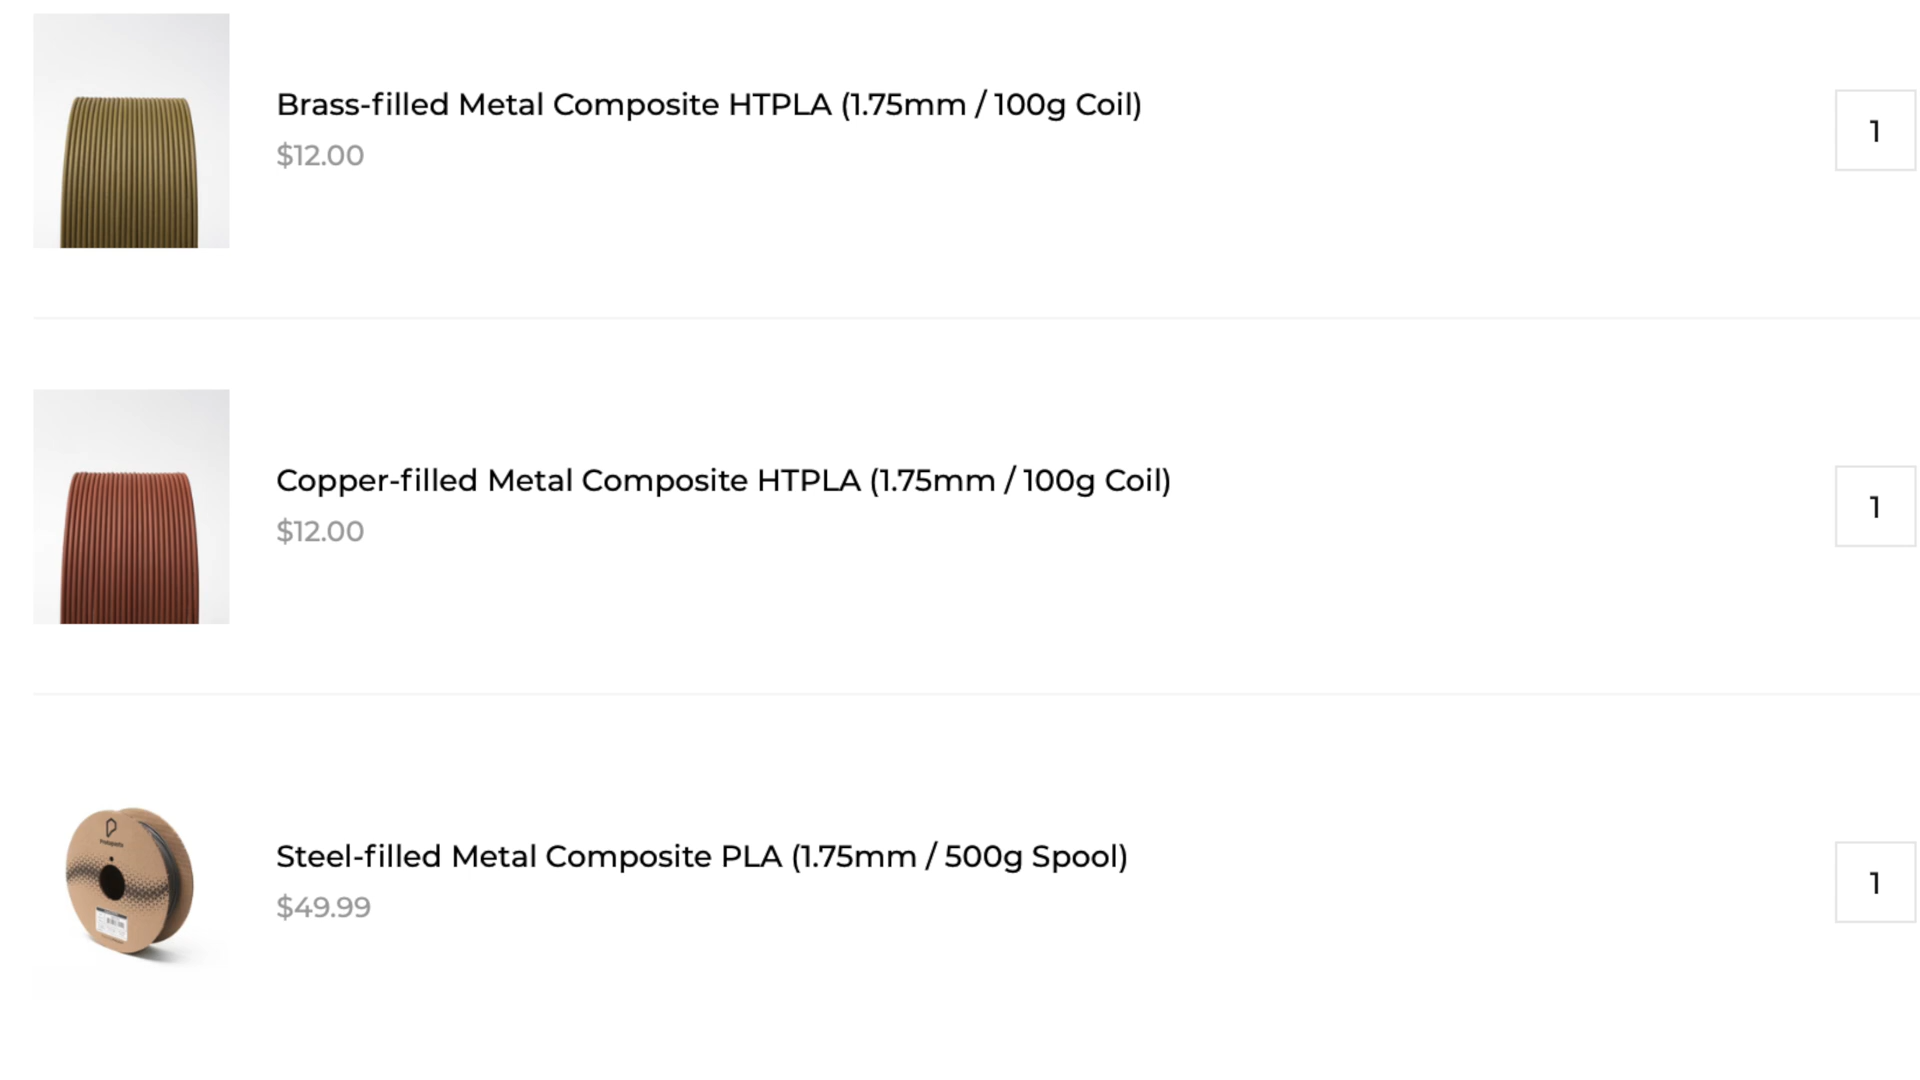 Brass-filled Metal Composite HTPLA (1.75mm / 100g Coil)
$12.00
1
Copper-filled Metal Composite HTPLA (1.75mm / 100g Coil)
$12.00
1
Steel-filled Metal Composite PLA (1.75mm / 500g Spool)
$49.99
1